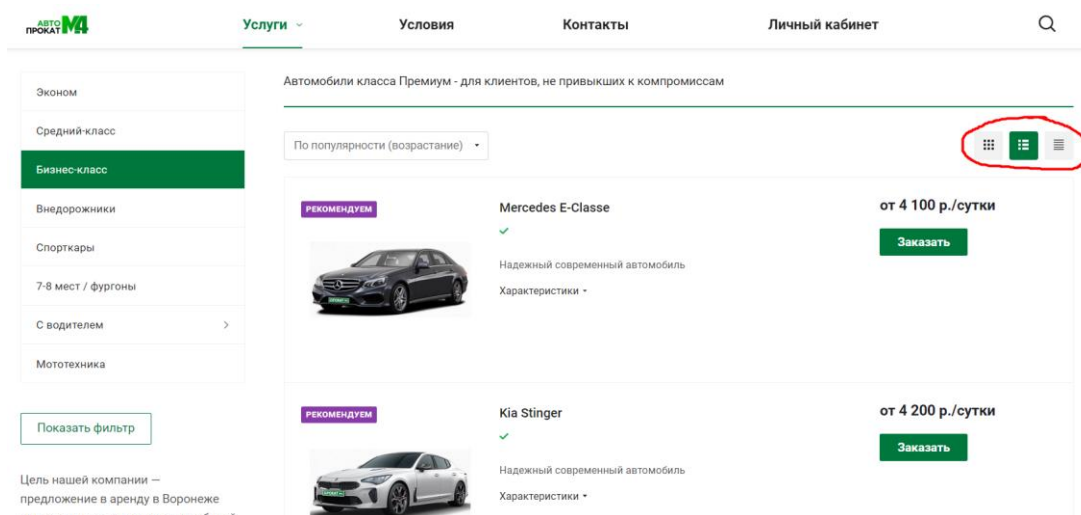 АВТО
ПРОКАТ М4
Услуги
Условия
Контакты
Личный кабинет
Эконом
Средний-класс
Бизнес-класс
Внедорожники
Спорткары
7-8 мест / фургоны
С водителем
Мототехника
Показать фильтр
Цель нашей компании —
предложение в аренду в Воронеже
Автомобили класса Премиум - для клиентов, не привыкших к компромиссам
По популярности (возрастание)
РЕКОМЕНДУЕМ
Mercedes E-Classe
Надежный современный автомобиль
Характеристики
от 4 100 р./сутки
Заказать
РЕКОМЕНДУЕМ
Kia Stinger
Надежный современный автомобиль
Характеристики
от 4 200 р./сутки
Заказать